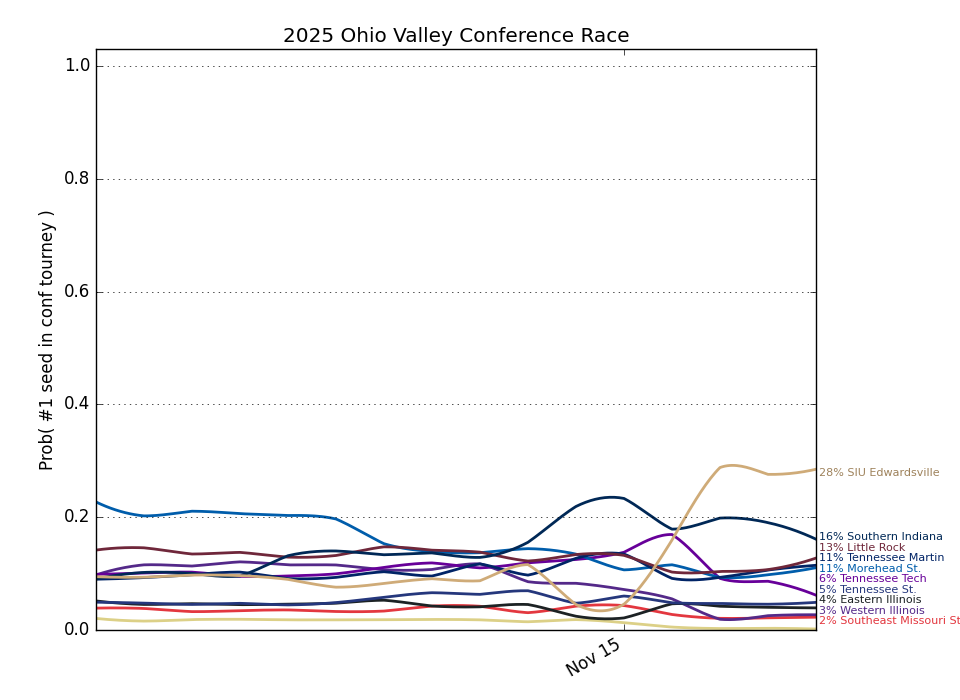 2025 Ohio Valley Conference Race
1.0
0.8
0.6
0.4
0.2
0.0
Prob( #1 seed in conf tourney )
Nov 15
28% SIU Edwardsville
16% Southern Indiana
13% Little Rock
11% Tennessee Martin
11% Morehead St.
6% Tennessee Tech
5% Tennessee St.
4% Eastern Illinois
3% Western Illinois
2% Southeast Missouri St